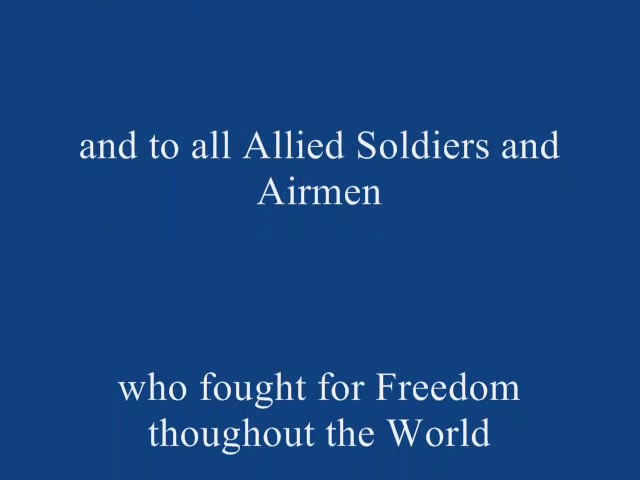 and to all Allied Soldiers and
Airmen
who fought for Freedom
thoughout the World